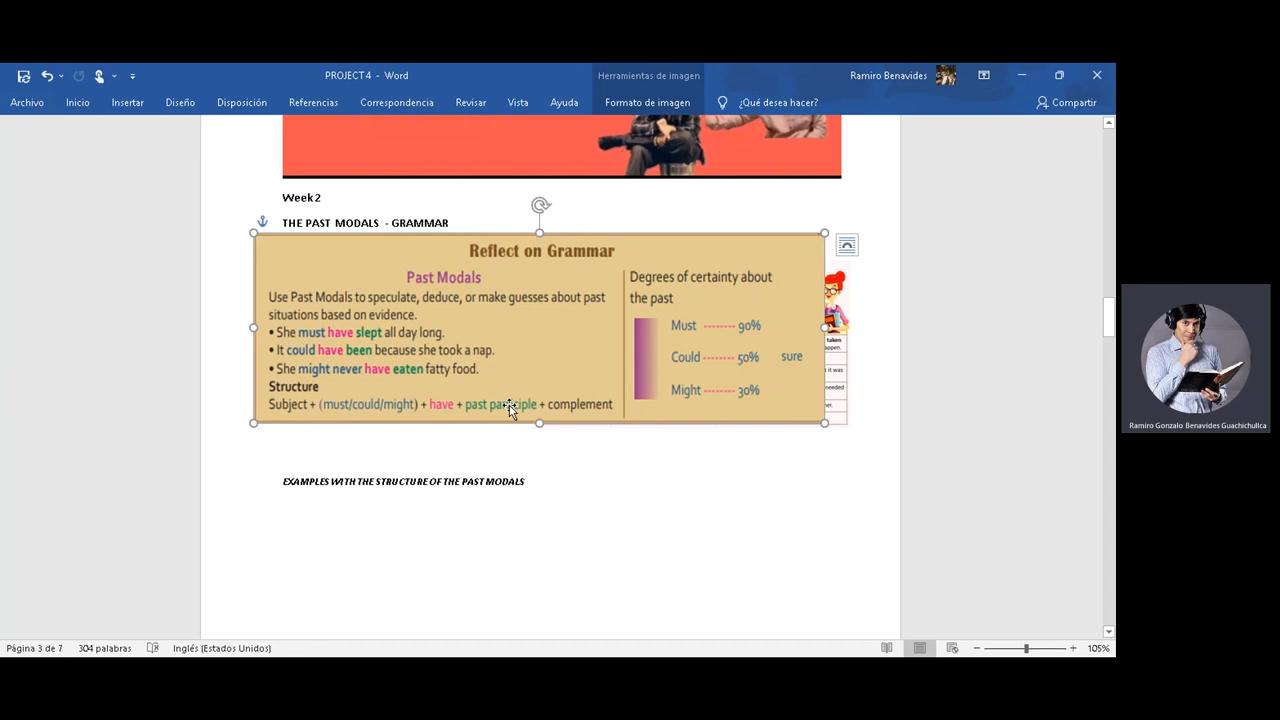 PROJECT4 - Word
Herramientas de imagen
Ramiro Benavides
Archivo Inicio Insertar Diseño Disposición Referencias Correspondencia Revisar Vista Ayuda Formato de imagen ¿Qué desea hacer? Compartir
Week 2
THE PAST MODALS - GRAMMAR
Reflect on Grammar
Past Modals
Use Past Modals to speculate, deduce, or make guesses about past
situations based on evidence.
• She must have slept all day long.
• It could have been because she took a nap.
• She might never have eaten fatty food.
Structure
Subject + (must/could/might) + have + past participle + complement
Degrees of certainty about
the past
Must -------- 90%
Could -------- 50% sure
Might -------- 30%
taken
it was
needed
EXAMPLES WITH THE STRUCTURE OF THE PAST MODALS
Ramiro Gonzalo Benavides Guachichullca
Página 3 de 7 304 palabras Inglés (Estados Unidos) 105%